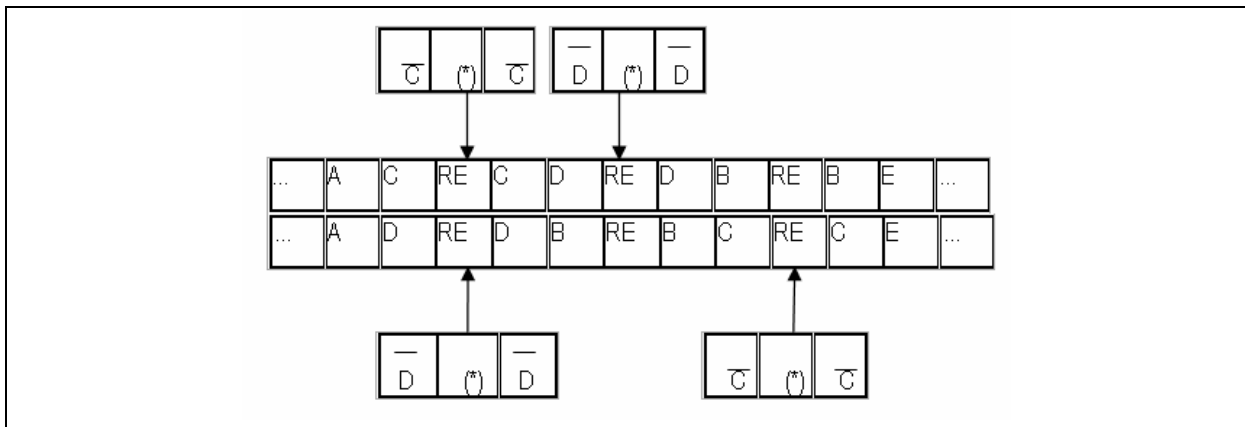 C̅ (*) C̅ D̅ (*) D̅
... A C RE C D RE D B RE B E ...
... A D RE D B RE B C RE C E ...
D̅ (*) D̅ C̅ (*) C̅